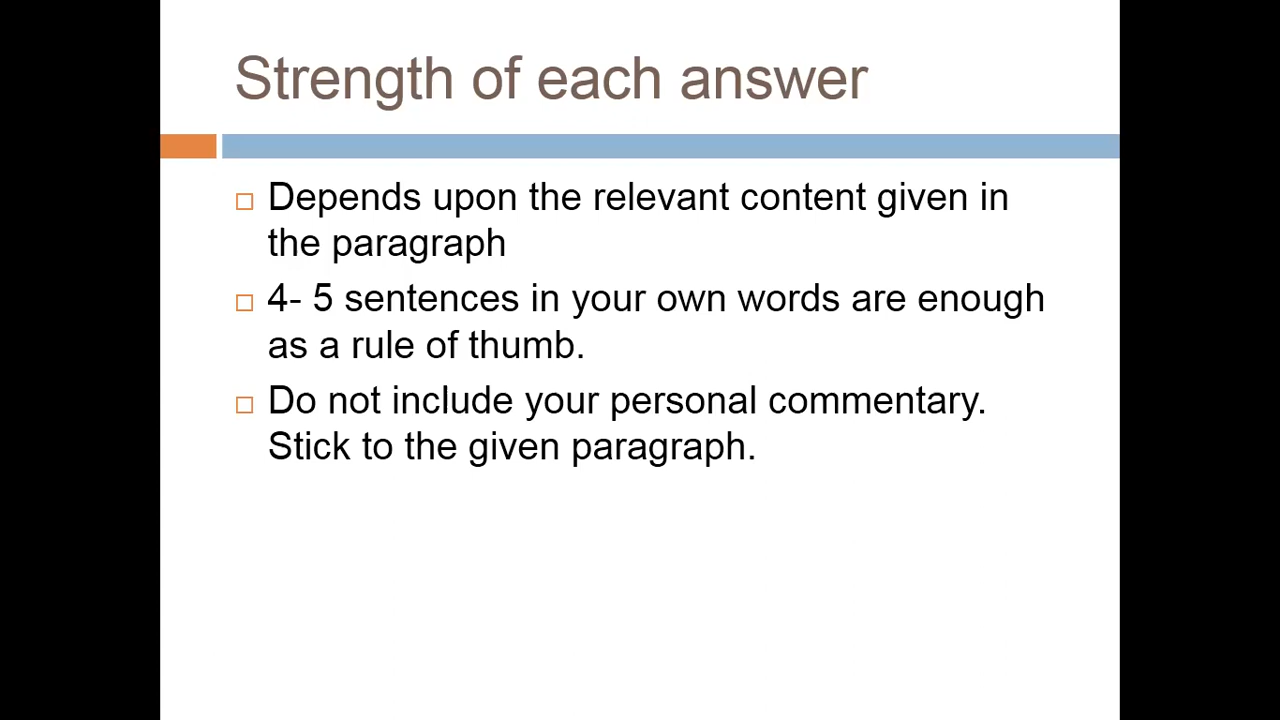 Strength of each answer
Depends upon the relevant content given in
the paragraph
4- 5 sentences in your own words are enough
as a rule of thumb.
Do not include your personal commentary.
Stick to the given paragraph.